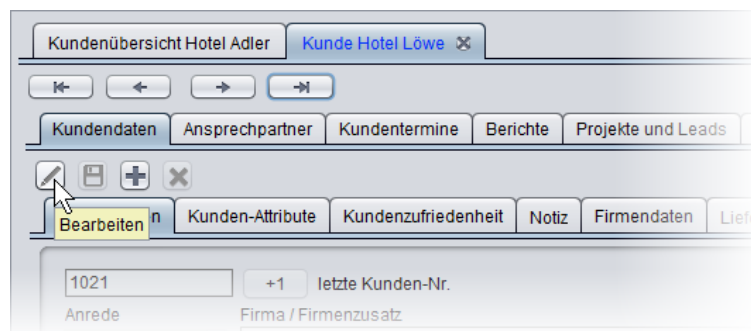 Kundenübersicht Hotel Adler Kunde Hotel Löwe
Kundendaten Ansprechpartner Kundentermine Berichte Projekte und Leads
Bearbeiten Kunden-Attribute Kundenzufriedenheit Notiz Firmendaten
1021 +1 letzte Kunden-Nr.
Anrede Firma / Firmenzusatz